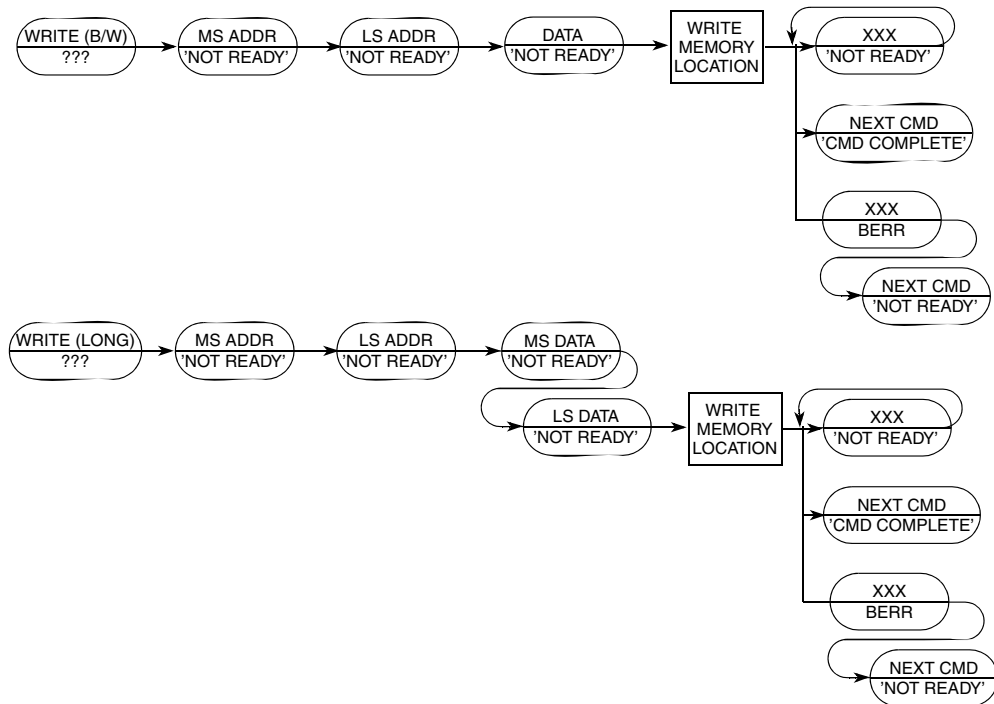 WRITE (B/W)
???
MS ADDR
'NOT READY'
LS ADDR
'NOT READY'
DATA
'NOT READY'
WRITE
MEMORY
LOCATION
XXX
'NOT READY'
NEXT CMD
'CMD COMPLETE'
XXX
BERR
NEXT CMD
'NOT READY'
WRITE (LONG)
???
MS ADDR
'NOT READY'
LS ADDR
'NOT READY'
MS DATA
'NOT READY'
LS DATA
'NOT READY'
WRITE
MEMORY
LOCATION
XXX
'NOT READY'
NEXT CMD
'CMD COMPLETE'
XXX
BERR
NEXT CMD
'NOT READY'